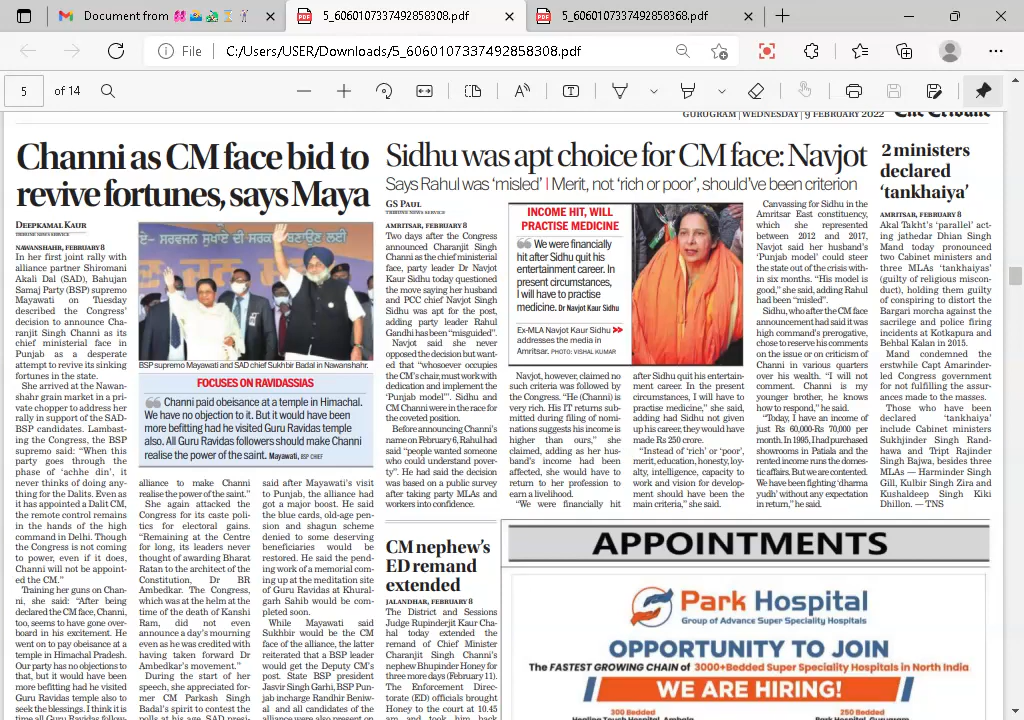 Document from
5_6060107337492858308.pdf
5_6060107337492858368.pdf
File
C:/Users/USER/Downloads/5_6060107337492858308.pdf
5
of 14
GURUGRAM | WEDNESDAY | 9 FEBRUARY 2022
The Tribune
Channi as CM face bid to
revive fortunes, says Maya
DEEPKAMAL KAUR
TRIBUNE NEWS SERVICE
NAWANSHAHR, FEBRUARY 8
In her first joint rally with
alliance partner Shiromani
Akali Dal (SAD), Bahujan
Samaj Party (BSP) supremo
Mayawati on Tuesday
described the Congress'
decision to announce Cha-
ranjit Singh Channi as its
chief ministerial face in
Punjab as a desperate
attempt to revive its sinking
fortunes in the state.
She arrived at the Nawan-
shahr grain market in a
private chopper to address her
rally in support of the SAD-
BSP candidates. Lambast-
ing the Congress, the BSP
supremo said: "When this
party goes through the
phase of 'achhe din', it
never thinks of doing any-
thing for the Dalits. Even as
it has appointed a Dalit CM,
the remote control remains
in the hands of the high
command in Delhi. Though
the Congress is not coming
to power, even if it does,
Channi will not be appoint-
ed the CM."
Training her guns on Chan-
ni, she said: "After being
declared the CM face, Channi,
too, seems to have gone over-
board in his excitement. He
went on to pay obeisance at a
temple in Himachal Pradesh.
Our party has no objections to
that, but it would have been
more befitting had he visited
Guru Ravidas temple also to
seek the blessings. I think it is
time all Guru Ravidas follow-
ਏ- ਸਰਵਜਨ ਸੁਖਾਏ ਦੀ ਬਣਾਉਣ ਲਈ
BSP supremo Mayawati and SAD chief Sukhbir Badal in Nawanshahr.
FOCUSES ON RAVIDASSIAS
Channi paid obeisance at a temple in Himachal.
We have no objection to it. But it would have been
more befitting had he visited Guru Ravidas temple
also. All Guru Ravidas followers should make Channi
realise the power of the saint. Mayawati, BSP CHIEF
alliance to make Channi
realise the power of the saint."
She again attacked the
Congress for its caste poli-
tics for electoral gains.
"Remaining at the Centre
for long, its leaders never
thought of awarding Bharat
Ratan to the architect of the
Constitution, Dr BR
Ambedkar. The Congress,
which was at the helm at the
time of the death of Kanshi
Ram, did not even
announce a day's mourning
even as he was credited with
having taken forward Dr
Ambedkar's movement."
During the start of her
speech, she appreciated for-
mer CM Parkash Singh
Badal's spirit to contest the
polls at his age. SAD presi-
said after Mayawati's visit
to Punjab, the alliance had
got a major boost. He said
the blue cards, old-age pen-
sion and shagun scheme
denied to some deserving
beneficiaries would be
restored. He said the pend-
ing work of a memorial com-
ing up at the meditation site
of Guru Ravidas at Khural-
garh Sahib would be com-
pleted soon.
While Mayawati said
Sukhbir would be the CM
face of the alliance, the latter
reiterated that a BSP leader
would get the Deputy CM's
post. State BSP president
Jasvir Singh Garhi, BSP Pun-
jab incharge Randhir Beniw-
al and all candidates of the
alliance were also present on
Sidhu was apt choice for CM face: Navjot
Says Rahul was 'misled' | Merit, not 'rich or poor', should've been criterion
GS PAUL
TRIBUNE NEWS SERVICE
AMRITSAR, FEBRUARY 8
Two days after the Congress
announced Charanjit Singh
Channi as the chief ministerial
face, party leader Dr Navjot
Kaur Sidhu today questioned
the move saying her husband
and PCC chief Navjot Singh
Sidhu was apt for the post,
adding party leader Rahul
Gandhi has been "misguided".
Navjot said she never
opposed the decision but want-
ed that "whosoever occupies
the CM's chair, must work with
dedication and implement the
'Punjab model'". Sidhu and
CM Channi were in the race for
the coveted position.
Before announcing Channi's
name on February 6, Rahul had
said "people wanted someone
who could understand pover-
ty". He had said the decision
was based on a public survey
after taking party MLAs and
workers into confidence.
INCOME HIT, WILL
PRACTISE MEDICINE
We were financially
hit after Sidhu quit his
entertainment career. In
present circumstances,
I will have to practise
medicine. Dr Navjot Kaur Sidhu
Ex-MLA Navjot Kaur Sidhu
addresses the media in
Amritsar. PHOTO: VISHAL KUMAR
Navjot, however, claimed no
such criteria was followed by
the Congress. "He (Channi) is
very rich. His IT returns sub-
mitted during filing of nomi-
nations suggests his income is
higher than ours," she
claimed, adding as her hus-
band's income had been
affected, she would have to
return to her profession to
earn a livelihood.
"We were financially hit
after Sidhu quit his entertain-
ment career. In the present
circumstances, I will have to
practise medicine," she said,
adding had Sidhu not given
up his career, they would have
made Rs 250 crore.
"Instead of 'rich' or 'poor',
merit, education, honesty, loy-
alty, intelligence, capacity to
work and vision for develop-
ment should have been the
main criteria," she said.
Canvassing for Sidhu in the
Amritsar East constituency,
which she represented
between 2012 and 2017,
Navjot said her husband's
'Punjab model' could steer
the state out of the crisis with-
in six months. "His model is
good," she said, adding Rahul
had been "misled".
Sidhu, who after the CM face
announcement had said it was
high command's prerogative,
chose to reserve his comments
on the issue or on criticism of
Channi in various quarters
over his wealth. "I will not
comment. Channi is my
younger brother, he knows
how to respond," he said.
"Today, I have an income of
just Rs 60,000-Rs 70,000 per
month. In 1995, I had purchased
showrooms in Patiala and the
rented income runs the domes-
tic affairs. But we are contented.
We have been fighting 'dharma
yudh' without any expectation
in return," he said.
2 ministers
declared
'tankhaiya'
AMRITSAR, FEBRUARY 8
Akal Takht's 'parallel' act-
ing jathedar Dhian Singh
Mand today pronounced
two Cabinet ministers and
three MLAs 'tankhaiyas'
(guilty of religious miscon-
duct), holding them guilty
of conspiring to distort the
Bargari morcha against the
sacrilege and police firing
incidents at Kotkapura and
Behbal Kalan in 2015.
Mand condemned the
erstwhile Capt Amarinder-
led Congress government
for not fulfilling the assur-
ances made to the masses.
Those who have been
declared 'tankhaiya'
include Cabinet ministers
Sukhjinder Singh Rand-
hawa and Tript Rajinder
Singh Bajwa, besides three
MLAs — Harminder Singh
Gill, Kulbir Singh Zira and
Kushaldeep Singh Kiki
Dhillon. — TNS
CM nephew's
ED remand
extended
JALANDHAR, FEBRUARY 8
The District and Sessions
Judge Rupinderjit Kaur Cha-
hal today extended the
remand of Chief Minister
Charanjit Singh Channi's
nephew Bhupinder Honey for
three more days (February 11).
The Enforcement Direc-
torate (ED) officials brought
Honey to the court at 10.45
am and took him back
APPOINTMENTS
Park Hospital
Group of Advance Super Speciality Hospitals
OPPORTUNITY TO JOIN
The FASTEST GROWING CHAIN of 3000+Bedded Super Speciality Hospitals in North India
WE ARE HIRING!
300 Bedded
Healing Touch Hospital, Ambala
250 Bedded
Park Hospital, Gurugram